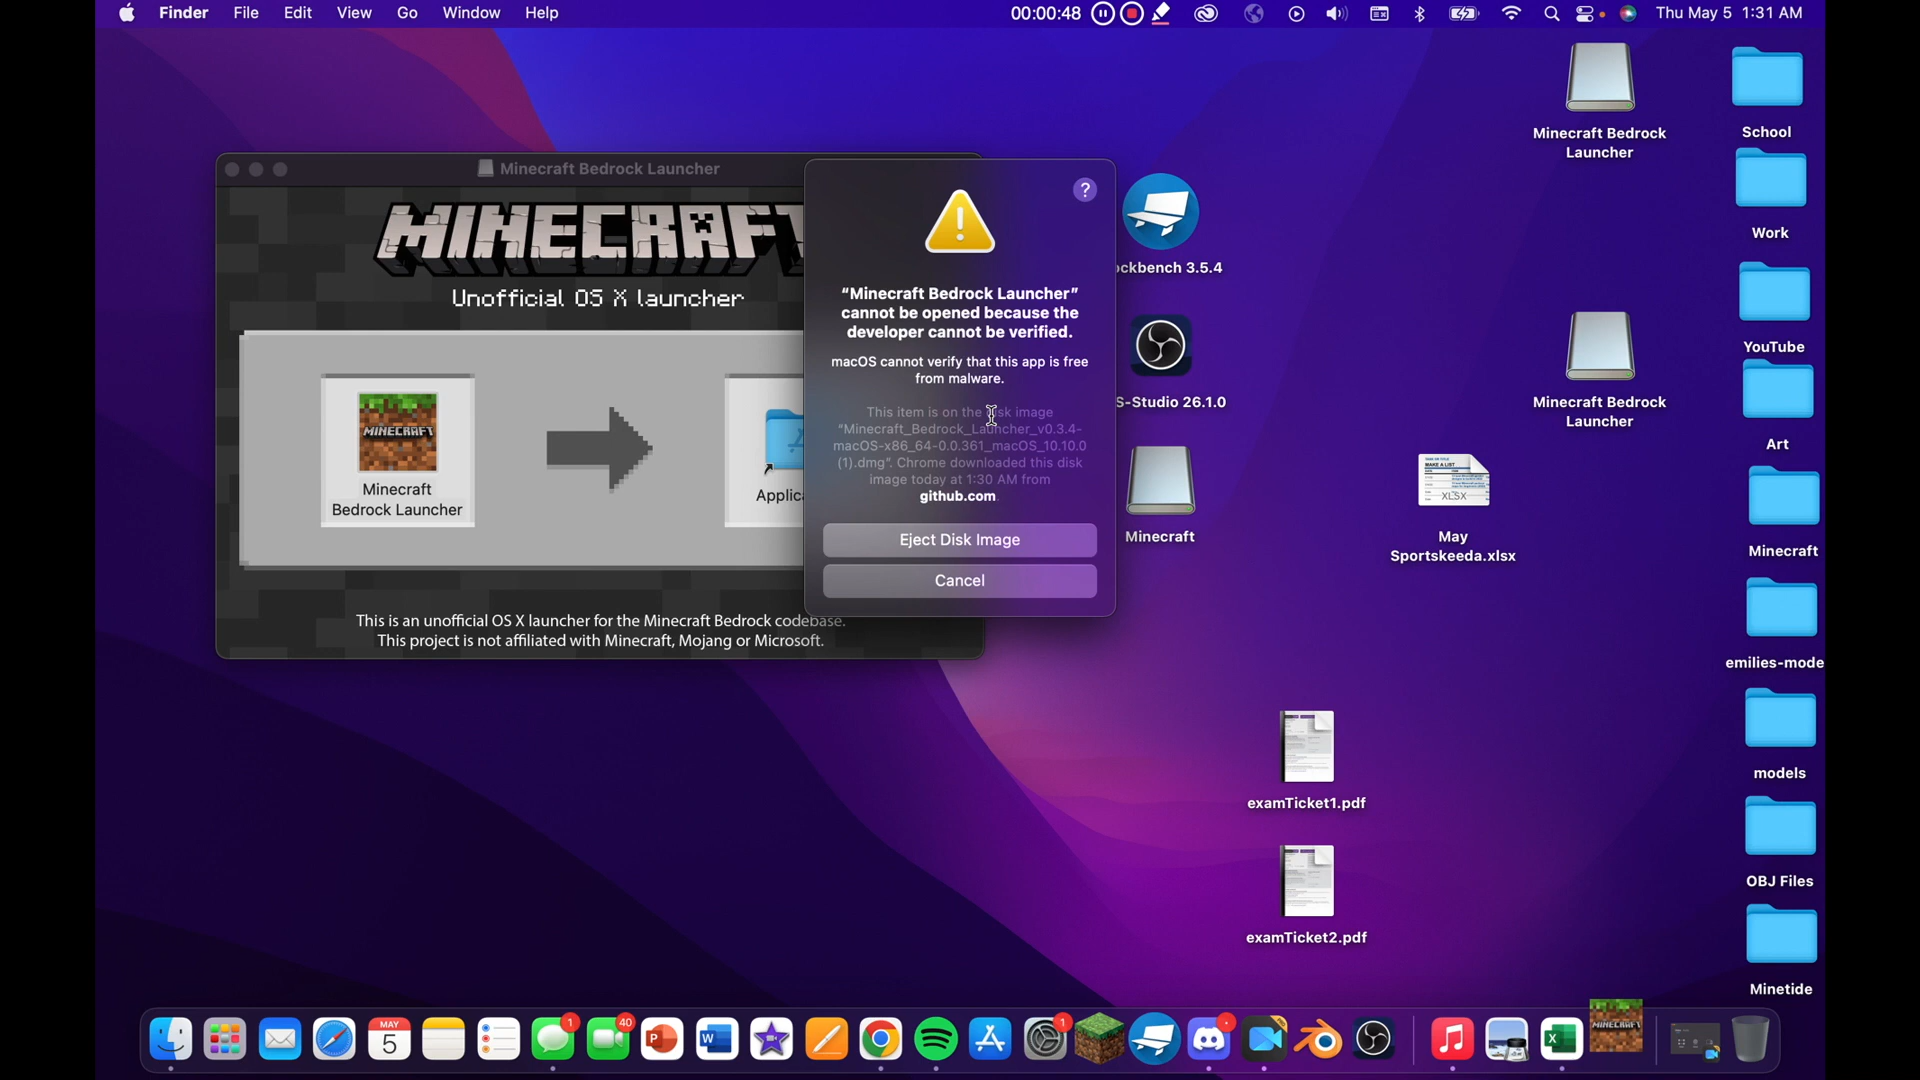 Finder File Edit View Go Window Help
00:00:48
Thu May 5 1:31 AM
Minecraft Bedrock Launcher
MINECRAFT
Unofficial OS X launcher
MINECRAFT
Minecraft
Bedrock Launcher
Applica
This is an unofficial OS X launcher for the Minecraft Bedrock codebase.
This project is not affiliated with Minecraft, Mojang or Microsoft.
?
“Minecraft Bedrock Launcher”
cannot be opened because the
developer cannot be verified.
macOS cannot verify that this app is free
from malware.
This item is on the disk image
“Minecraft_Bedrock_Launcher_v0.3.4-
macOS-x86_64-0.0.361_macOS_10.10.0
(1).dmg”. Chrome downloaded this disk
image today at 1:30 AM from
github.com
Eject Disk Image
Cancel
ockbench 3.5.4
S-Studio 26.1.0
Minecraft
Minecraft Bedrock
Launcher
Minecraft Bedrock
Launcher
XLSX
May
Sportskeeda.xlsx
examTicket1.pdf
examTicket2.pdf
School
Work
YouTube
Art
Minecraft
emilies-mode
models
OBJ Files
Minetide
MAY
5
1
40
P
W
1
X
MINECRAFT